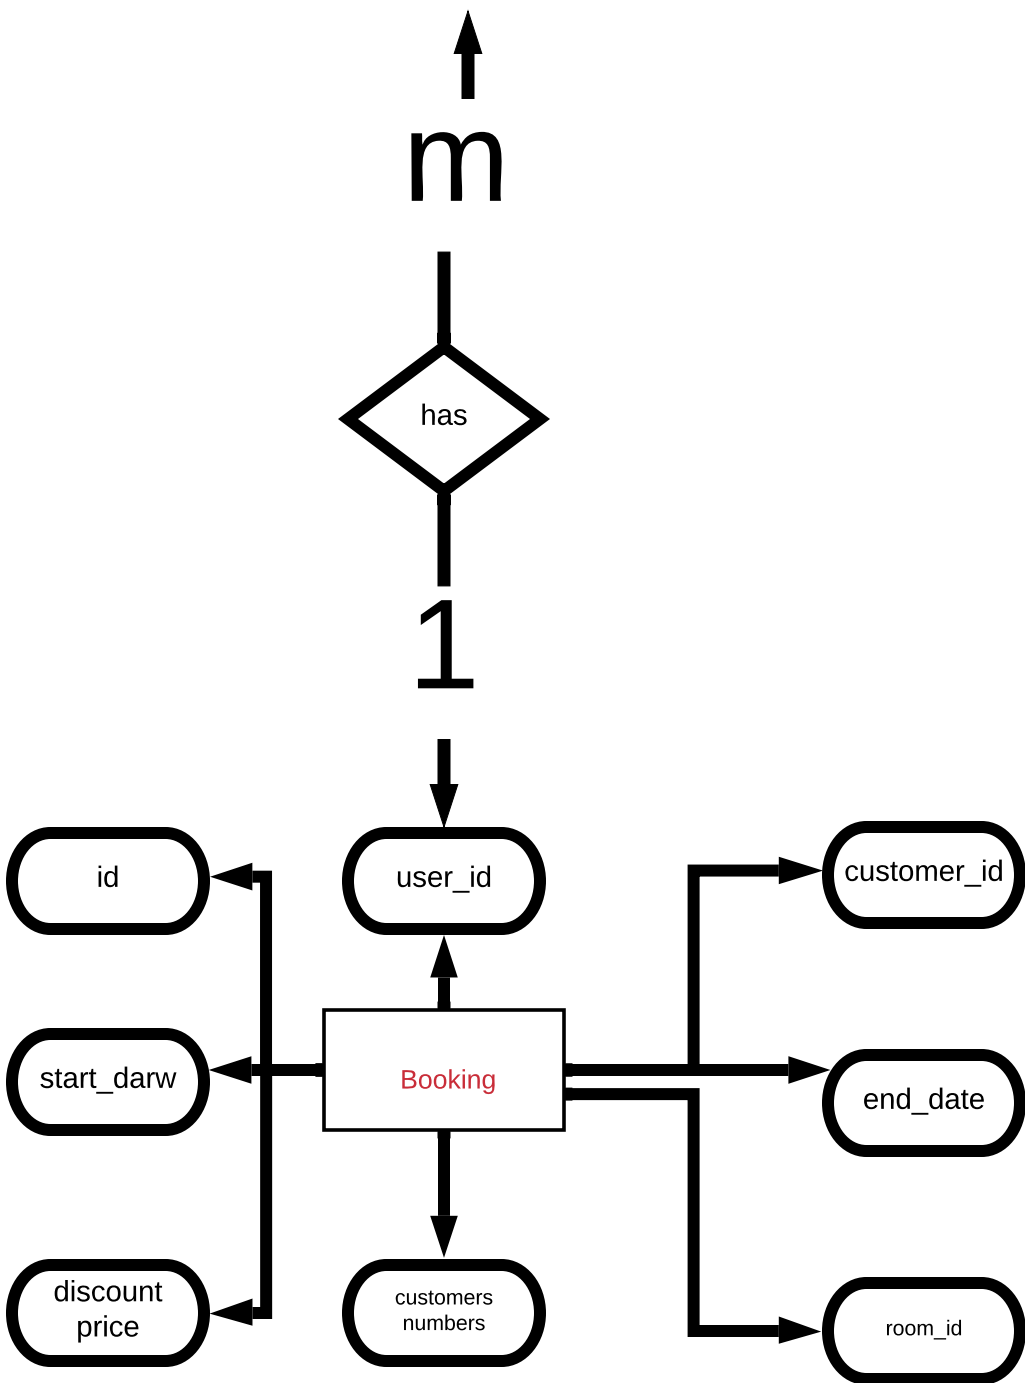 m
has
1
id
user_id
customer_id
start_darw
Booking
end_date
discount
price
customers
numbers
room_id